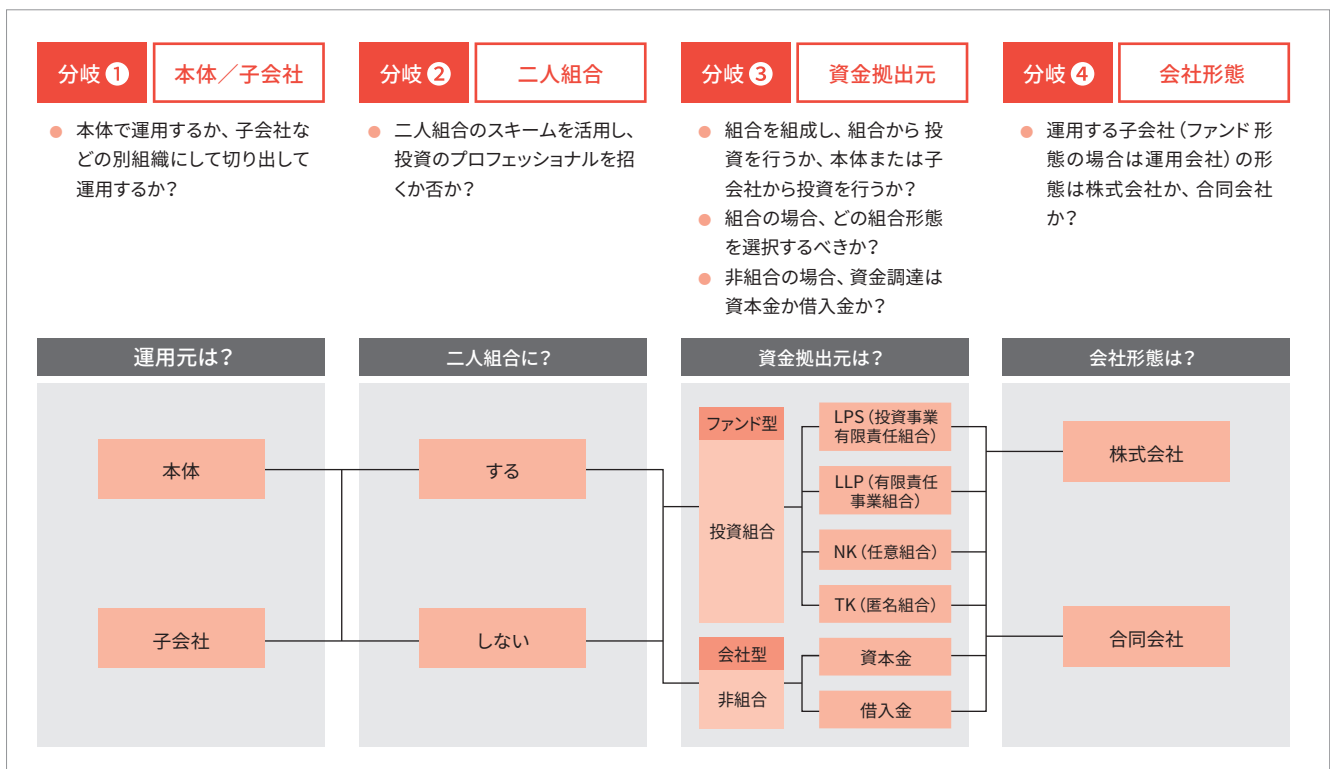 分岐❶ 本体／子会社
● 本体で運用するか、子会社な
どの別組織にして切り出して
運用するか？
分岐❷ 二人組合
● 二人組合のスキームを活用し、
投資のプロフェッショナルを招
くか否か？
分岐❸ 資金拠出元
● 組合を組成し、組合から投
資を行うか、本体または子
会社から投資を行うか？
● 組合の場合、どの組合形態
を選択するべきか？
● 非組合の場合、資金調達は
資本金か借入金か？
分岐❹ 会社形態
● 運用する子会社（ファンド形
態の場合は運用会社）の形
態は株式会社か、合同会社
か？
運用元は？
本体
子会社
二人組合に？
する
しない
資金拠出元は？
ファンド型
投資組合
LPS（投資事業
有限責任組合）
LLP（有限責任
事業組合）
NK（任意組合）
TK（匿名組合）
会社型
非組合
資本金
借入金
会社形態は？
株式会社
合同会社